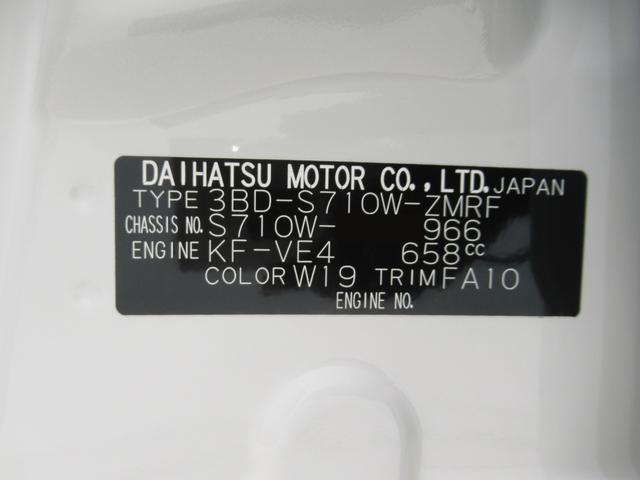 DAIHATSU MOTOR CO.,LTD. JAPAN
TYPE 3BD-S710W-ZMRF
CHASSIS NO. S710W- 966
ENGINE KF-VE4 658cc
COLOR W19 TRIM FA10
ENGINE NO.